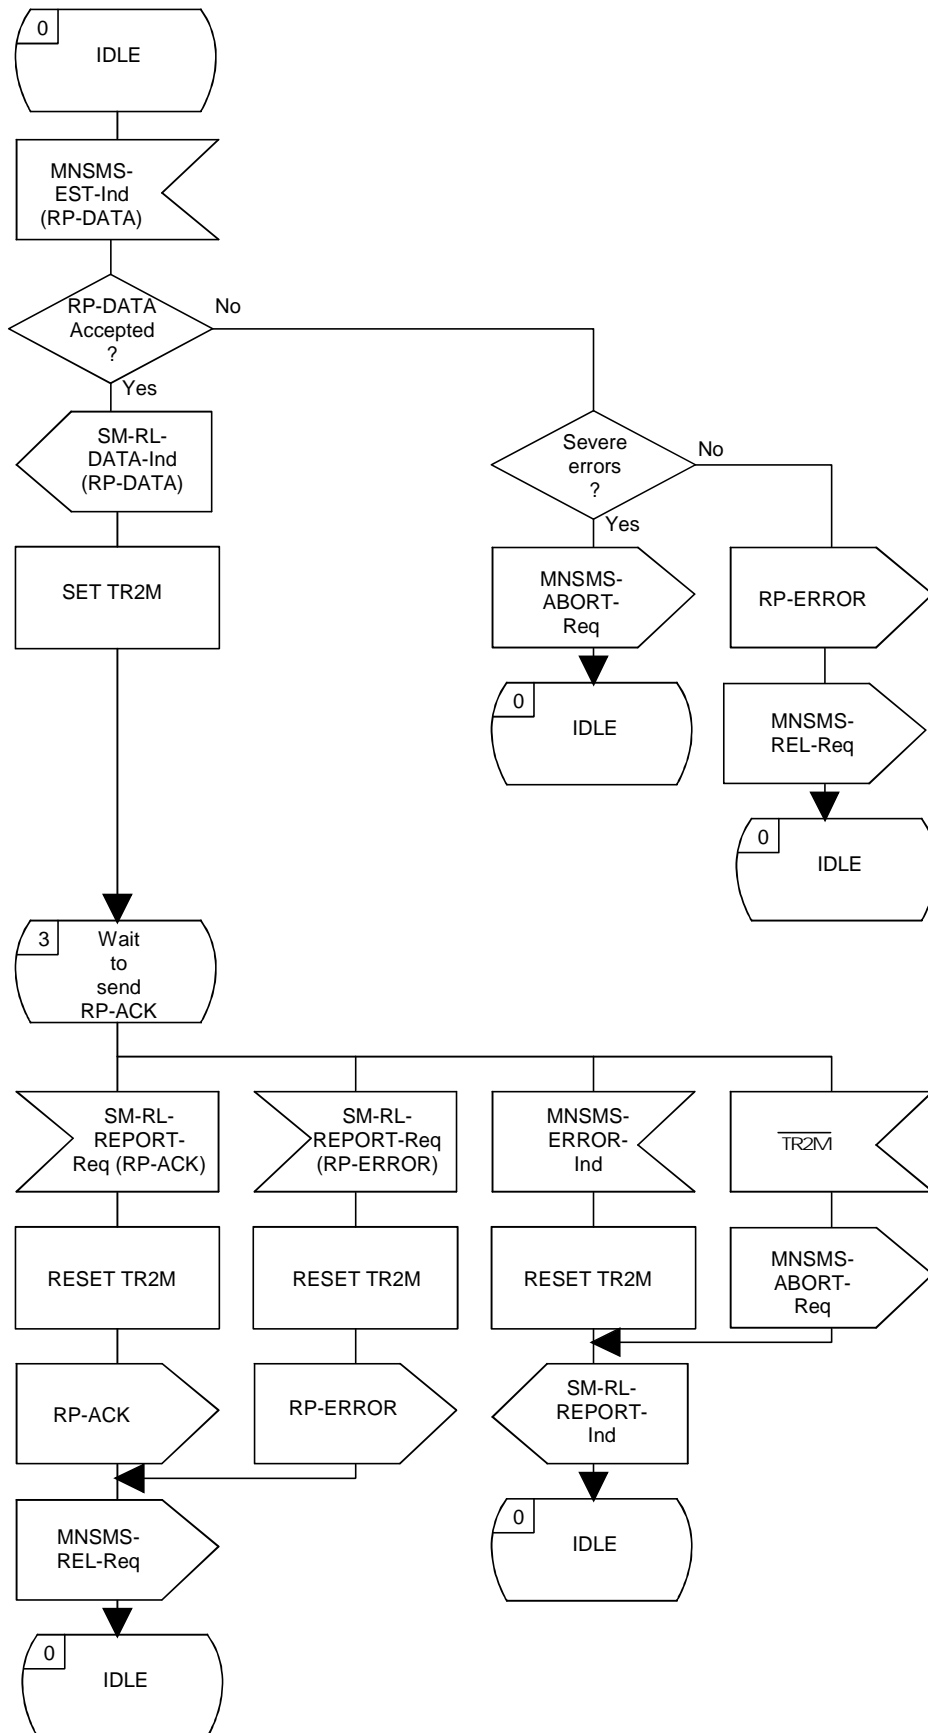 0
IDLE
MNSMS-
EST-Ind
(RP-DATA)
RP-DATA
Accepted
?
No
Yes
SM-RL-
DATA-Ind
(RP-DATA)
SET TR2M
Severe
errors
?
No
Yes
MNSMS-
ABORT-
Req
0
IDLE
RP-ERROR
MNSMS-
REL-Req
0
IDLE
3
Wait
to
send
RP-ACK
SM-RL-
REPORT-
Req (RP-ACK)
SM-RL-
REPORT-Req
(RP-ERROR)
MNSMS-
ERROR-
Ind
TR2M
RESET TR2M
RESET TR2M
RESET TR2M
MNSMS-
ABORT-
Req
RP-ACK
RP-ERROR
SM-RL-
REPORT-
Ind
MNSMS-
REL-Req
0
IDLE
0
IDLE